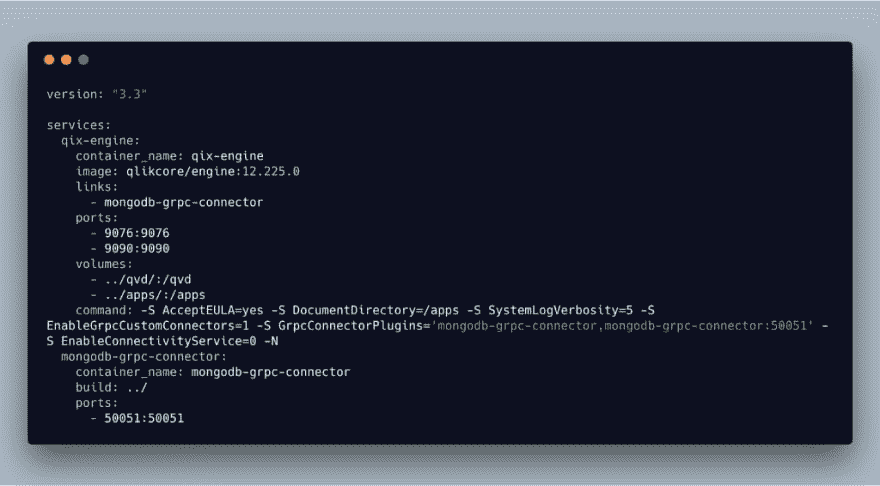 version: "3.3"
services:
qix-engine:
container_name: qix-engine
image: qlikcore/engine:12.225.0
links:
- mongodb-grpc-connector
ports:
- 9076:9076
- 9090:9090
volumes:
- ../qvd/:/qvd
- ../apps/:/apps
command: -S AcceptEULA=yes -S DocumentDirectory=/apps -S SystemLogVerbosity=5 -S
EnableGrpcCustomConnectors=1 -S GrpcConnectorPlugins='mongodb-grpc-connector,mongodb-grpc-connector:50051' -
S EnableConnectivityService=0 -N
mongodb-grpc-connector:
container_name: mongodb-grpc-connector
build: ../
ports:
- 50051:50051